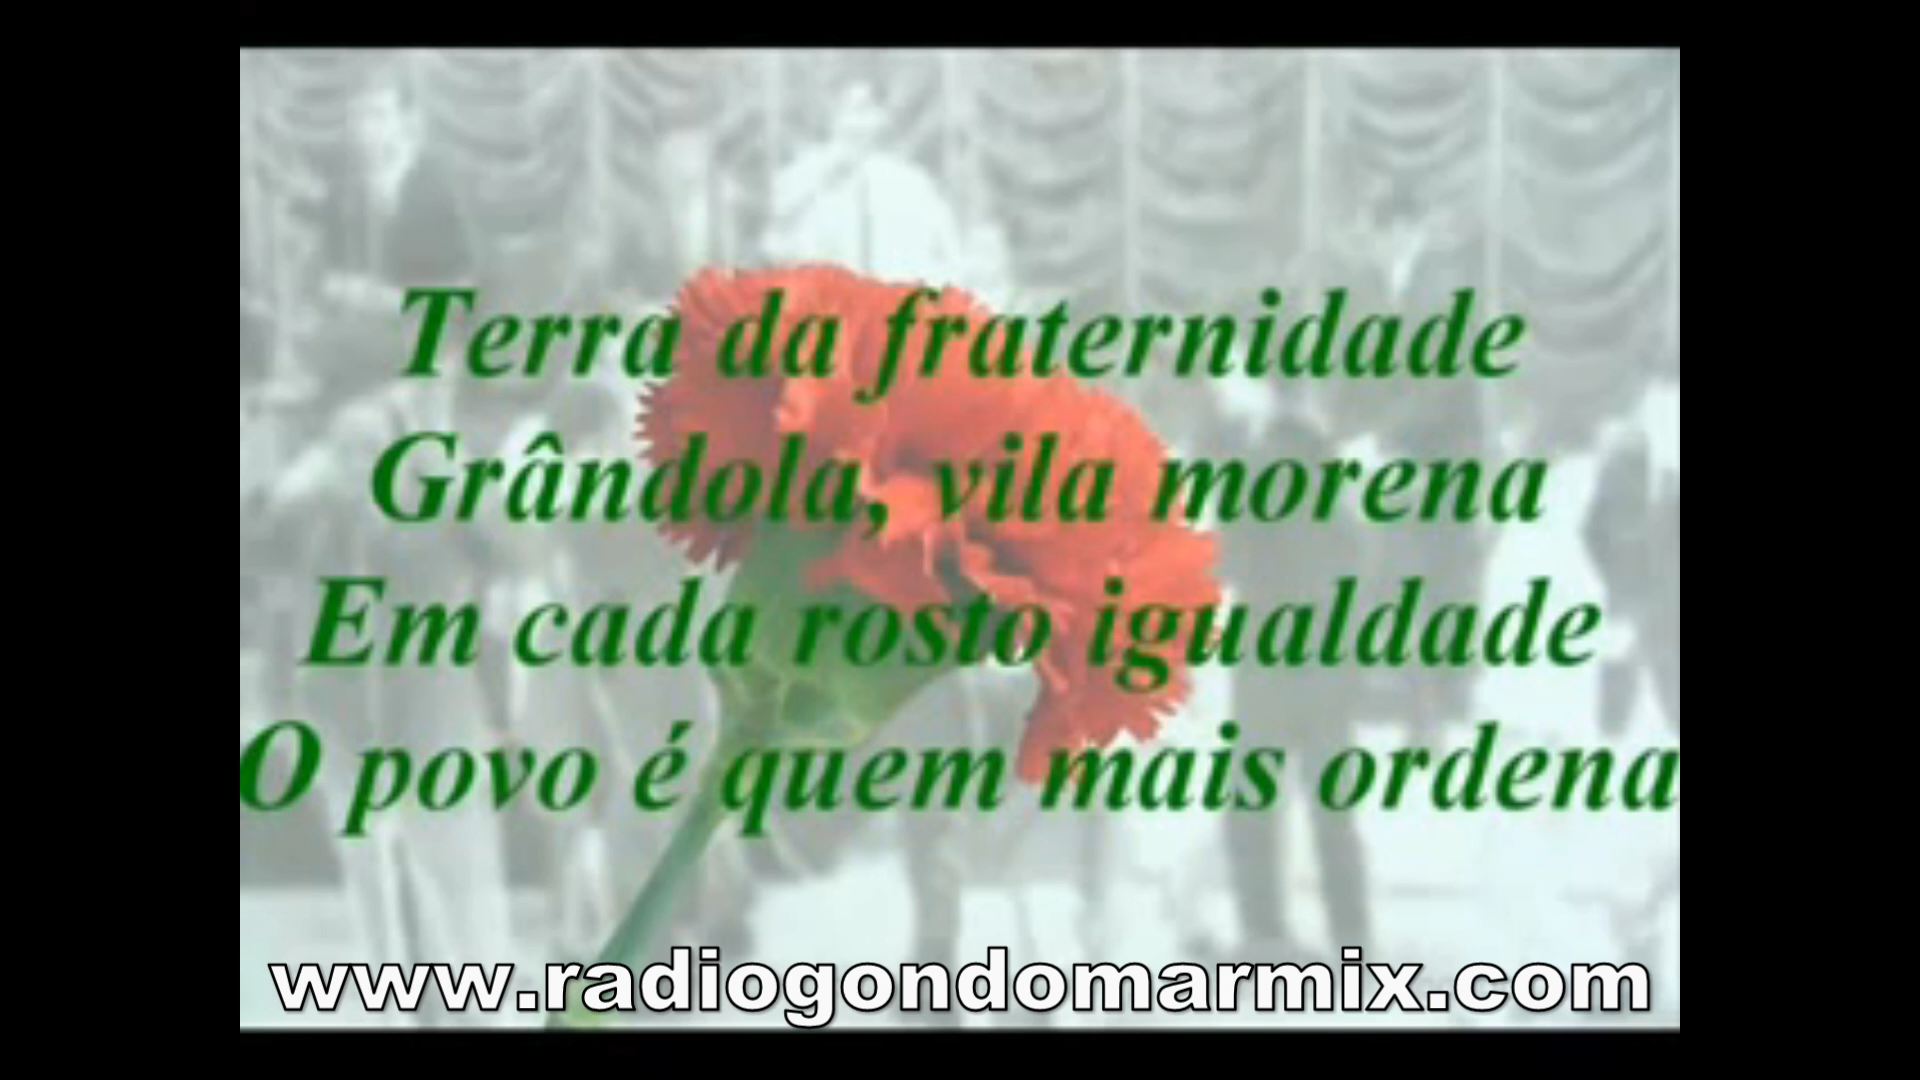 Terra da fraternidade
Grândola, vila morena
Em cada rosto igualdade
O povo é quem mais ordena
www.radiogondomarmix.com